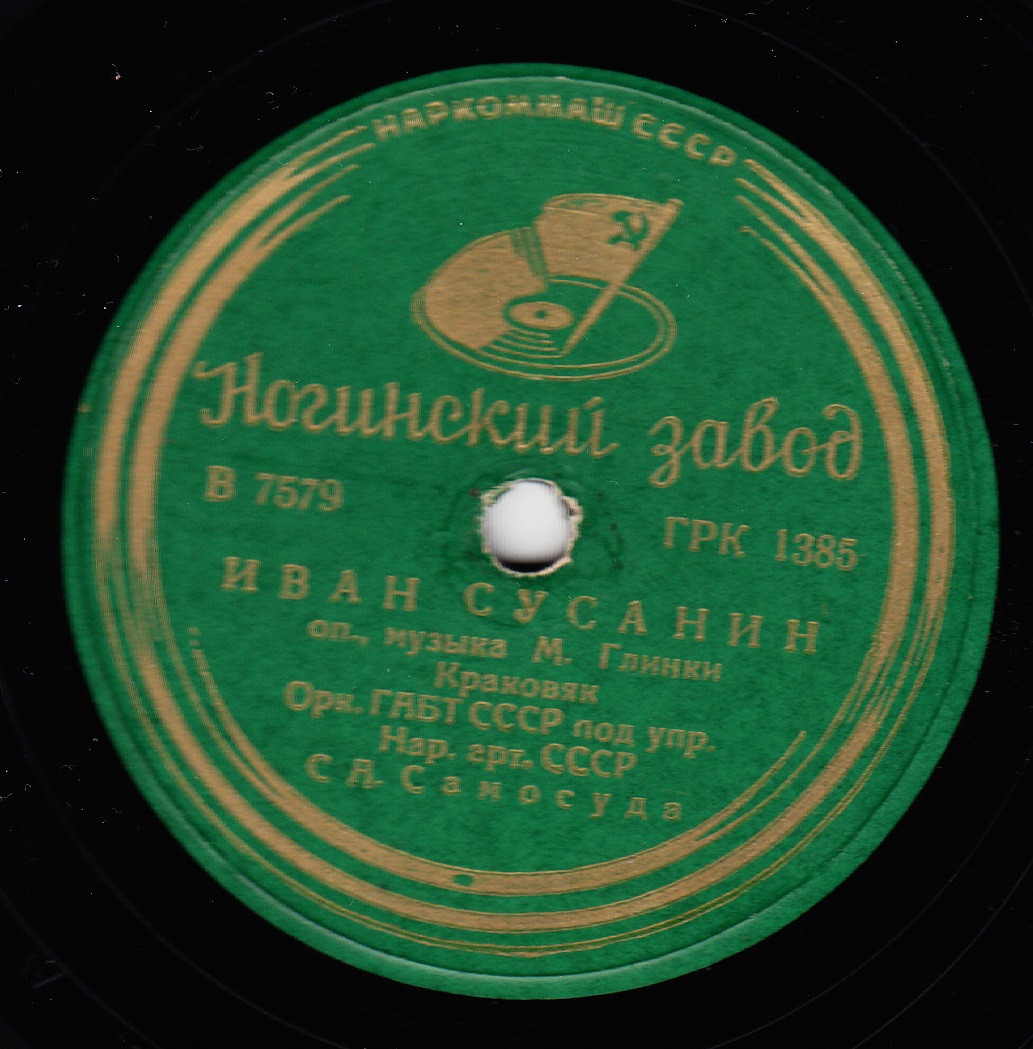 НАРКОММАШ СССР
Ногинский завод
В 7579
ГРК 1385
ИВАН СУСАНИН
оп., музыка М. Глинки
Краковяк
Орк. ГАБТ СССР под упр.
Нар. арт. СССР
С А. Самосуда